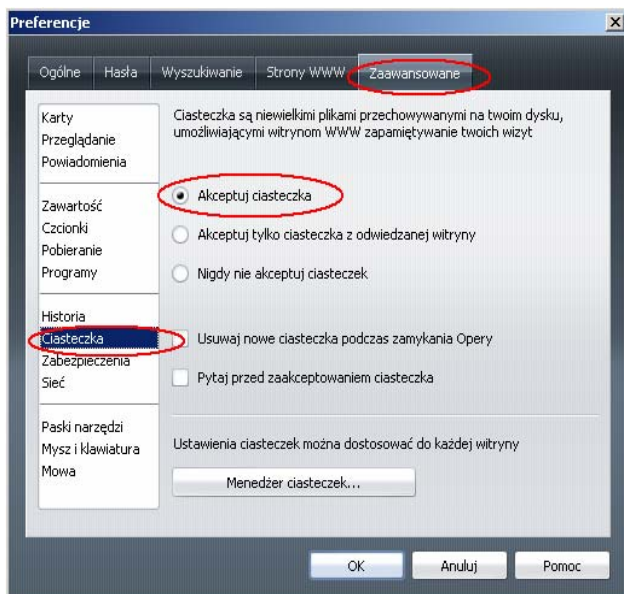 Preferencje
Ogólne Hasła Wyszukiwanie Strony WWW Zaawansowane
Karty
Przeglądanie
Powiadomienia
Zawartość
Czcionki
Pobieranie
Programy
Historia
Ciasteczka
Zabezpieczenia
Sieć
Paski narzędzi
Mysz i klawiatura
Mowa
Ciasteczka są niewielkimi plikami przechowywanymi na twoim dysku,
umożliwiającymi witrynom WWW zapamiętywanie twoich wizyt
Akceptuj ciasteczka
Akceptuj tylko ciasteczka z odwiedzanej witryny
Nigdy nie akceptuj ciasteczek
Usuwaj nowe ciasteczka podczas zamykania Opery
Pytaj przed zaakceptowaniem ciasteczka
Ustawienia ciasteczek można dostosować do każdej witryny
Menedżer ciasteczek...
OK Anuluj Pomoc